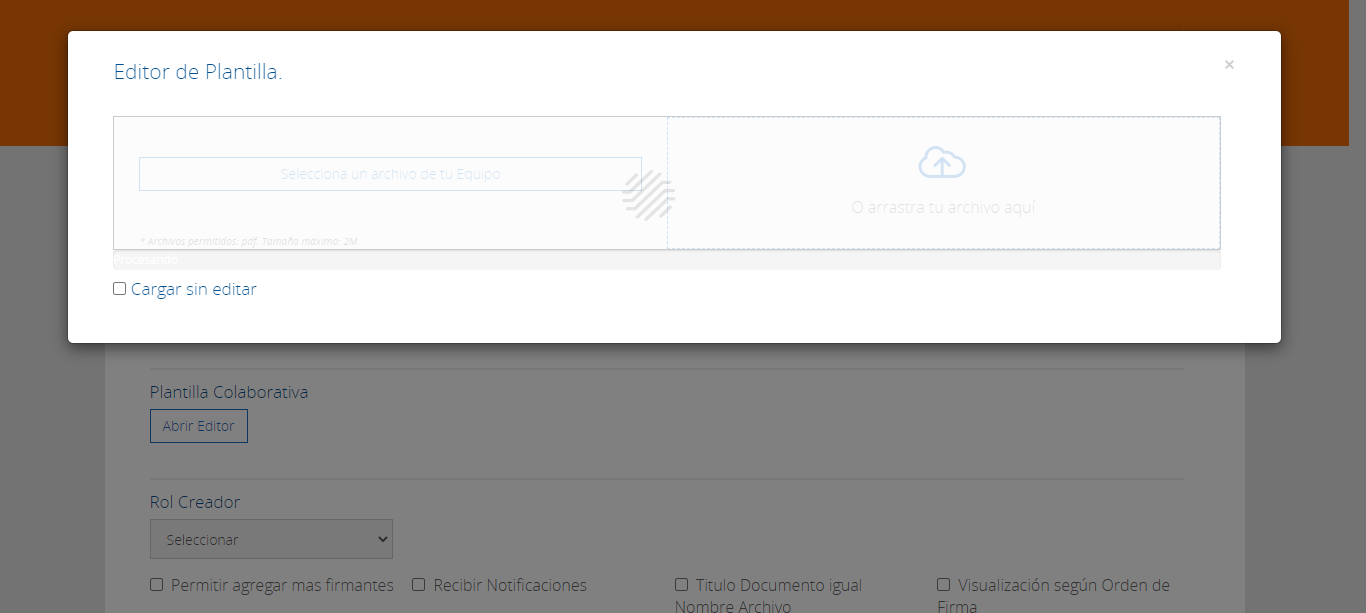 Editor de Plantilla.
×
Selecciona un archivo de tu Equipo
O arrastra tu archivo aquí
* Archivos permitidos: pdf. Tamaño maximo: 2M
Procesando
Cargar sin editar
Plantilla Colaborativa
Abrir Editor
Rol Creador
Seleccionar
Permitir agregar mas firmantes
Recibir Notificaciones
Titulo Documento igual
Nombre Archivo
Visualización según Orden de
Firma